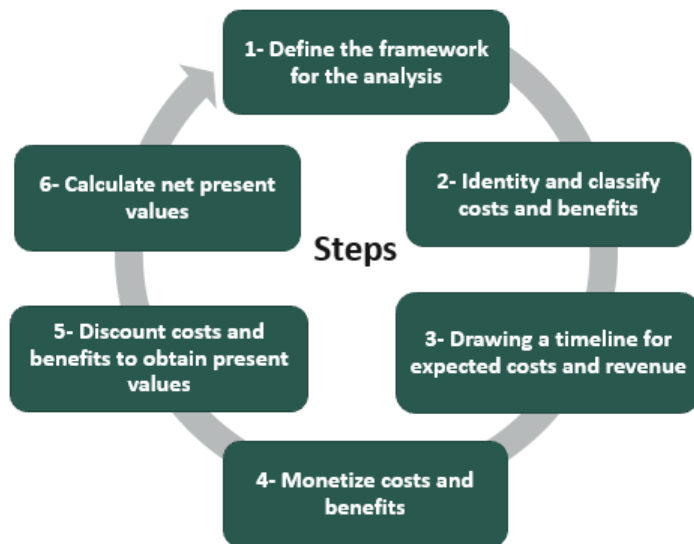 1- Define the framework
for the analysis
2- Identity and classify
costs and benefits
3- Drawing a timeline for
expected costs and revenue
4- Monetize costs and
benefits
5- Discount costs and
benefits to obtain present
values
6- Calculate net present
values
Steps